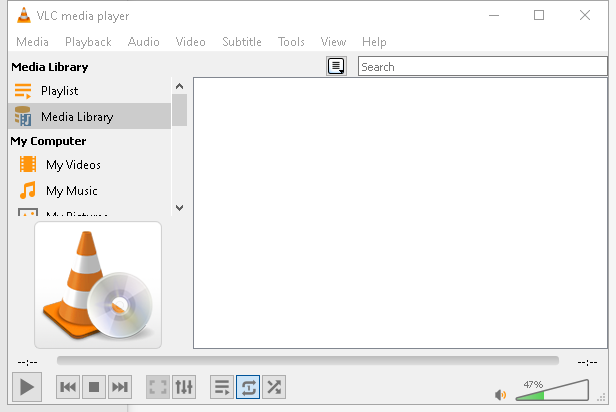 VLC media player
Media Playback Audio Video Subtitle Tools View Help
Media Library
Search
Playlist
Media Library
My Computer
My Videos
My Music
My Pictures
--:-- --:--
47%